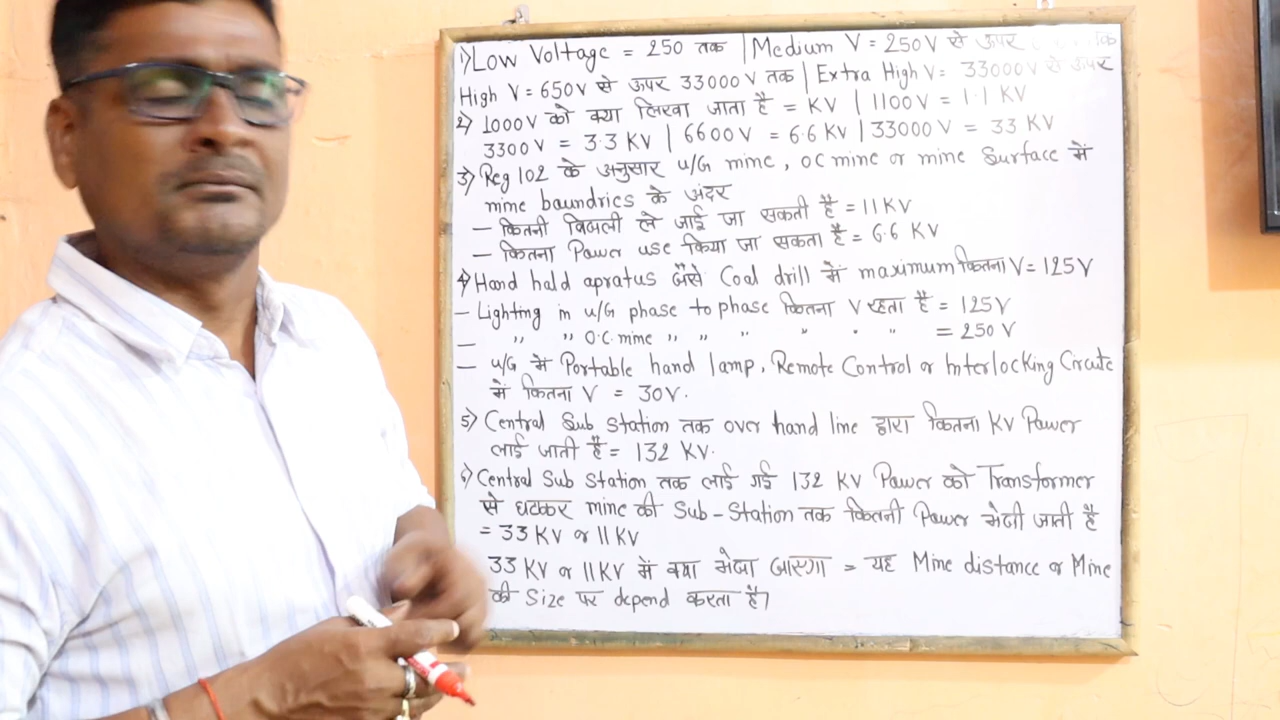 1) Low Voltage = 250 तक | Medium V = 250V से ऊपर
High V = 650V से ऊपर 33000V तक | Extra High V = 33000V से ऊपर
2) 1000V को क्या लिखा जाता है = KV | 1100V = 1.1 KV
3300V = 3.3 KV | 6600V = 6.6 KV | 33000V = 33 KV
3) Reg 102 के अनुसार u/G mine, OC mine or mine Surface में
mine baundries के अंदर
- कितनी बिजली ले जाई जा सकती है = 11 KV
- कितना Power use किया जा सकता है = 6.6 KV
4) Hand hald apratus जैसे Coal drill में maximum कितना V = 125V
- Lighting in u/G phase to phase कितना V रहता है = 125V
- " " O.C. mine " " " " " " = 250V
- u/G में Portable hand lamp, Remote Control or Interlocking Circute
में कितना V = 30V.
5) Central Sub Station तक over hand line द्वारा कितना KV Power
लाई जाती है = 132 KV.
6) Central Sub Station तक लाई गई 132 KV Power को Transformer
से घटाकर mine की Sub-Station तक कितनी Power भेजी जाती है
= 33 KV or 11 KV
33 KV or 11 KV में क्या भेजा जाएगा = यह Mine distance or Mine
की Size पर depend करता है।